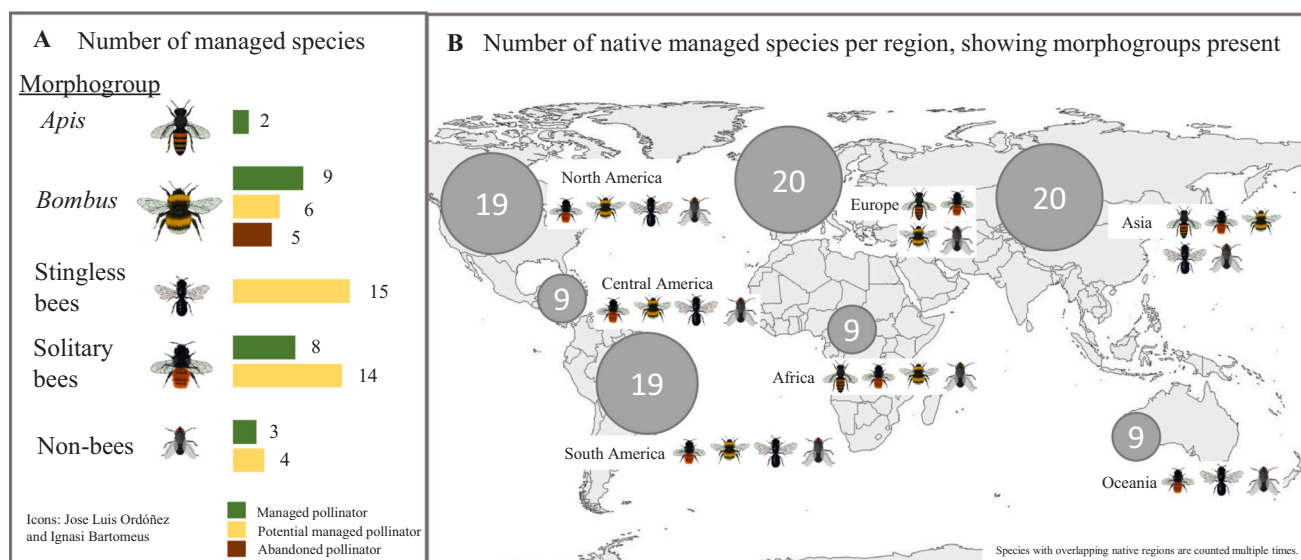 A Number of managed species
Morphogroup
Apis
2
Bombus
9
6
5
Stingless
bees
15
Solitary
bees
8
14
Non-bees
3
4
Icons: Jose Luis Ordóñez
and Ignasi Bartomeus
Managed pollinator
Potential managed pollinator
Abandoned pollinator
B Number of native managed species per region, showing morphogroups present
19
North America
20
Europe
20
Asia
9
Central America
9
Africa
19
South America
9
Oceania
Species with overlapping native regions are counted multiple times